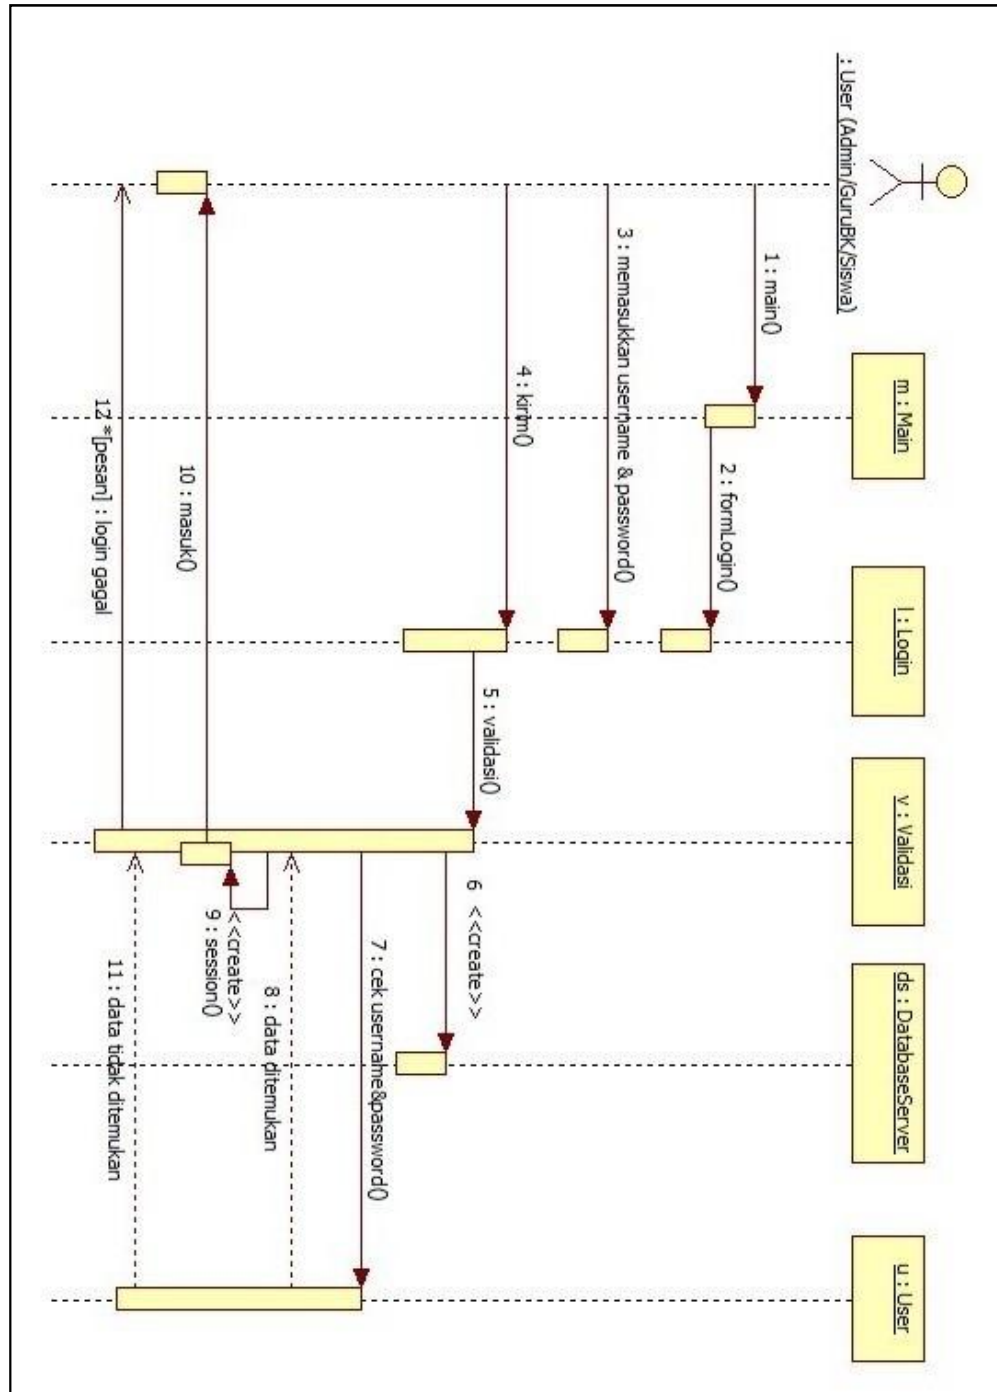 : User (Admin/GuruBK/Siswa)
m : Main
l : Login
v : Validasi
ds : DatabaseServer
u : User
1 : main()
2 : formLogin()
3 : memasukkan username & password()
4 : kirim()
5 : validasi()
6 <<create>>
7 : cek username&password()
8 : data ditemukan
<<create>>
9 : session()
10 : masuk()
11 : data tidak ditemukan
12 *[pesan] : login gagal